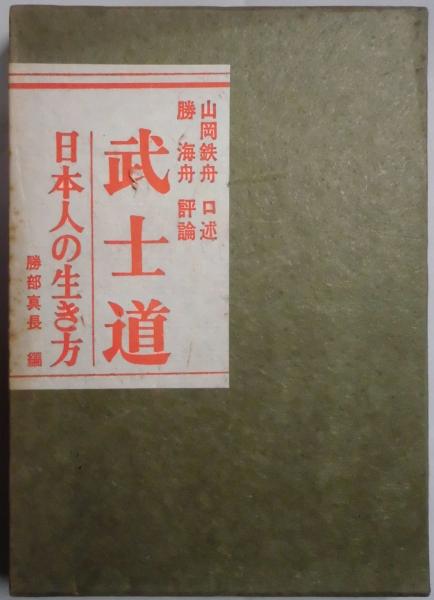 山岡鉄舟 口述
勝 海舟 評論
武士道
日本人の生き方
勝部真長 編